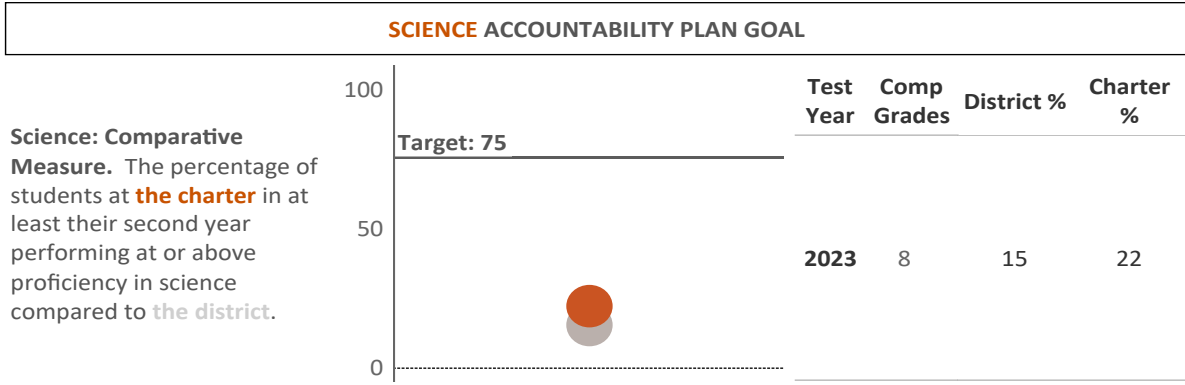 SCIENCE ACCOUNTABILITY PLAN GOAL
Science: Comparative
Measure. The percentage of
students at the charter in at
least their second year
performing at or above
proficiency in science
compared to the district.
100
Target: 75
50
0
Test Year Comp Grades District % Charter %
2023 8 15 22